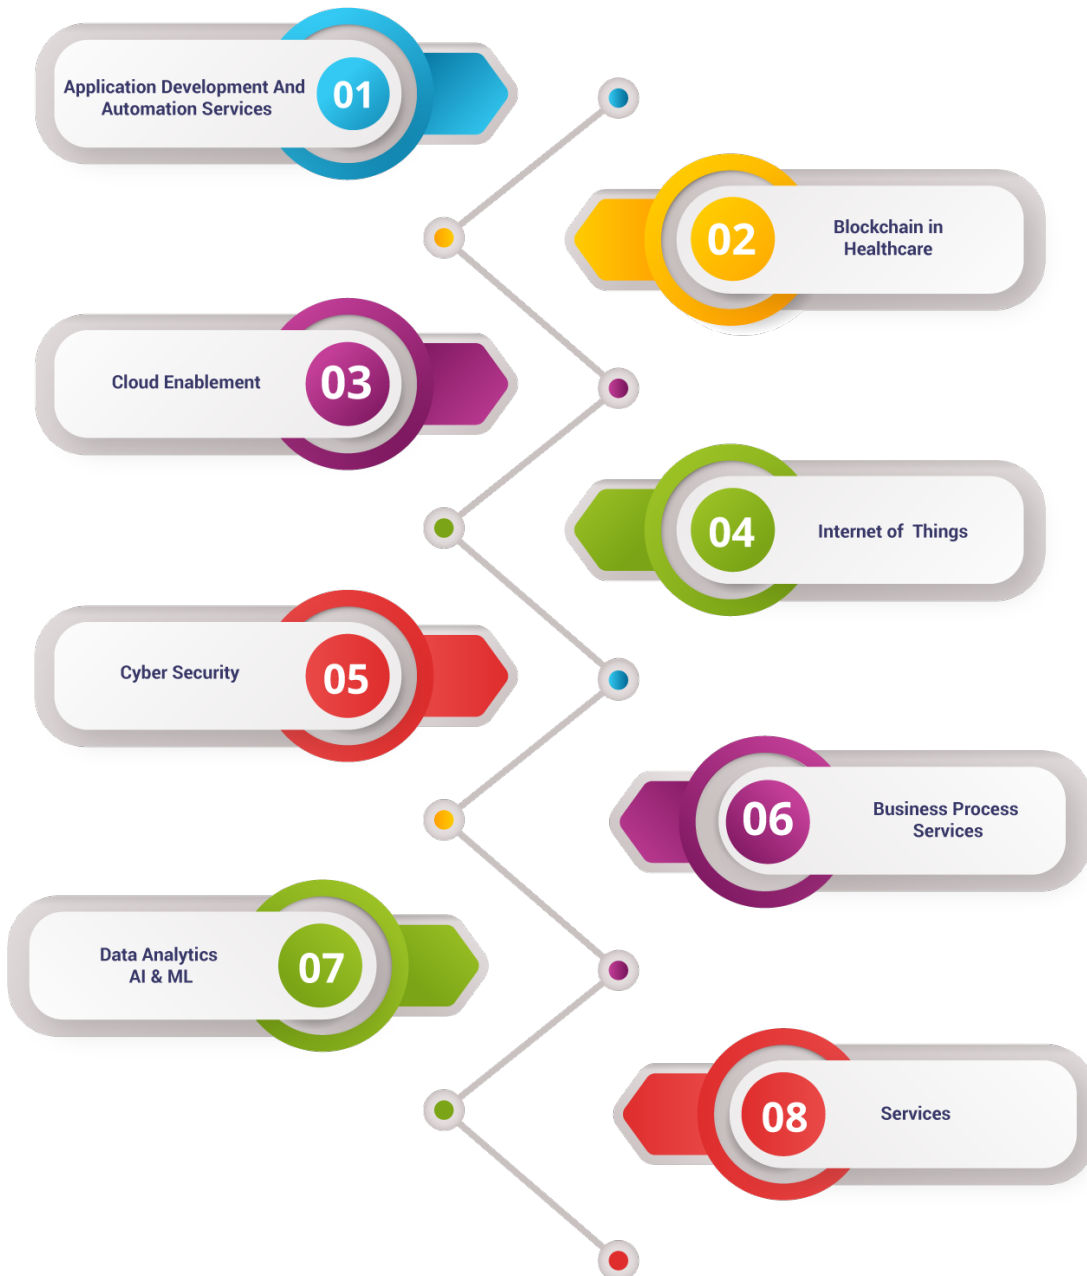 Application Development And
Automation Services
01
02
Blockchain in
Healthcare
Cloud Enablement
03
04
Internet of  Things
Cyber Security
05
06
Business Process
Services
Data Analytics
AI & ML
07
08
Services